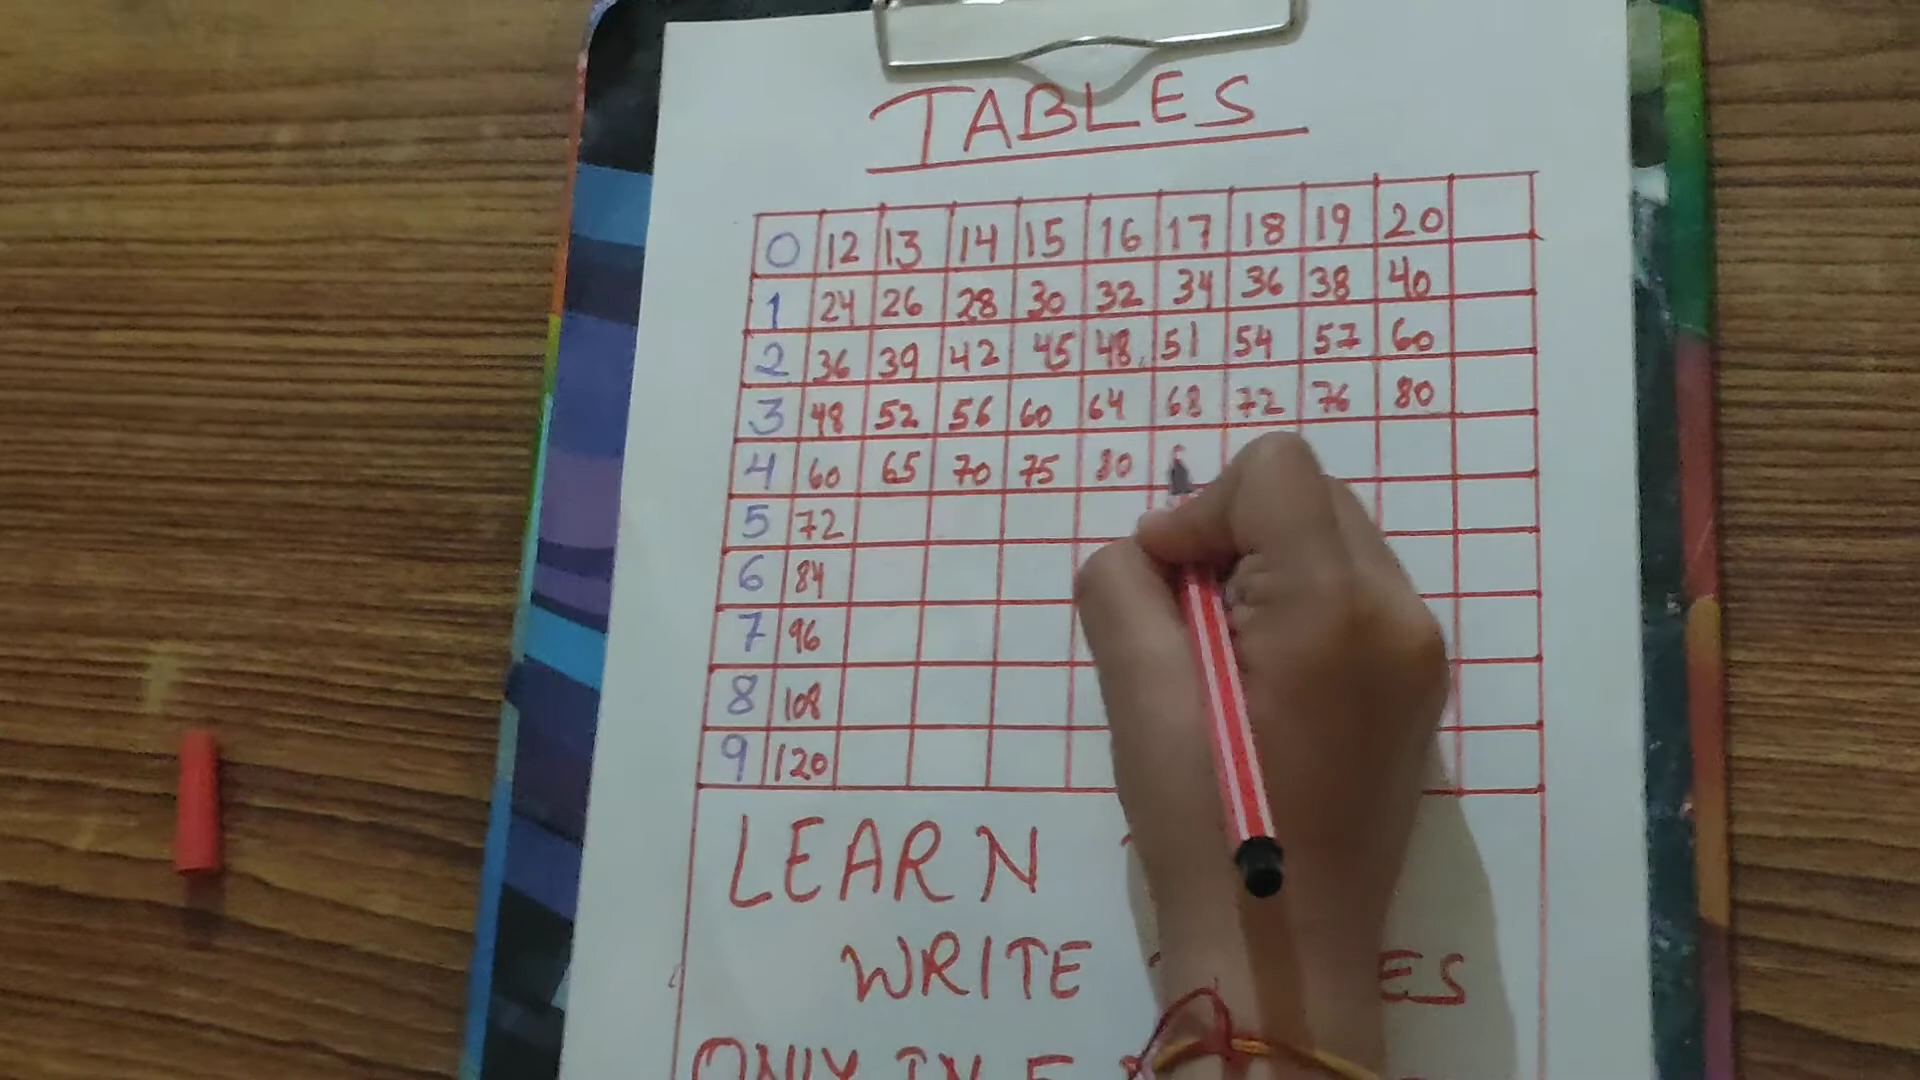 TABLES
0 12 13 14 15 16 17 18 19 20
1 24 26 28 30 32 34 36 38 40
2 36 39 42 45 48 51 54 57 60
3 48 52 56 60 64 68 72 76 80
4 60 65 70 75 80
5 72
6 84
7 96
8 108
9 120
LEARN
WRITE
ONLY IN 5